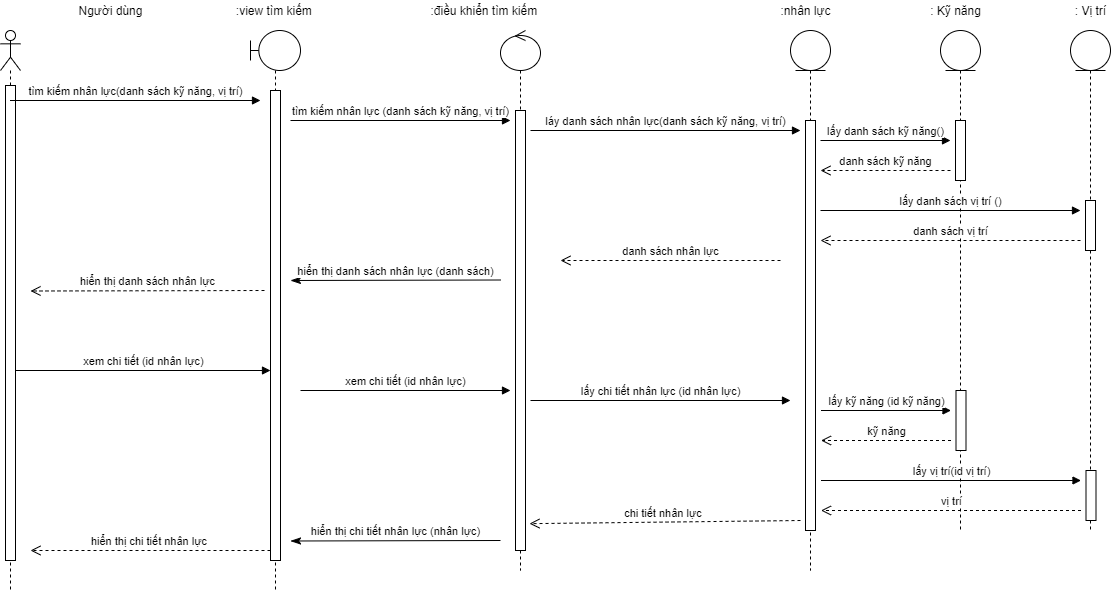 Người dùng
:view tìm kiếm
:điều khiển tìm kiếm
:nhân lực
: Kỹ năng
: Vị trí
tìm kiếm nhân lực(danh sách kỹ năng, vị trí)
tìm kiếm nhân lực (danh sách kỹ năng, vị trí)
láy danh sách nhân lực(danh sách kỹ năng, vị trí)
lấy danh sách kỹ năng()
danh sách kỹ năng
lấy danh sách vị trí ()
danh sách vị trí
danh sách nhân lực
hiển thị danh sách nhân lực (danh sách)
hiển thị danh sách nhân lực
xem chi tiết (id nhân lực)
xem chi tiết (id nhân lực)
lấy chi tiết nhân lực (id nhân lực)
lấy kỹ năng (id kỹ năng)
kỹ năng
lấy vị trí(id vị trí)
vị trí
chi tiết nhân lực
hiển thị chi tiết nhân lực (nhân lực)
hiển thị chi tiết nhân lực